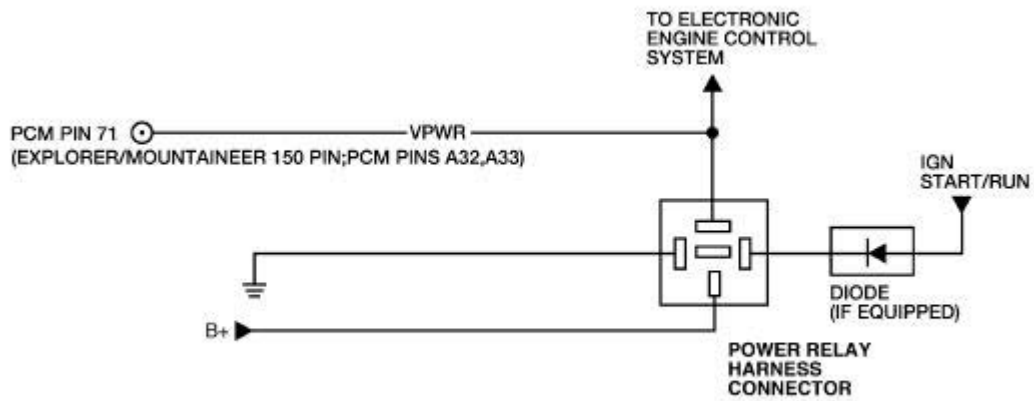 TO ELECTRONIC
ENGINE CONTROL
SYSTEM
PCM PIN 71
VPWR
(EXPLORER/MOUNTAINEER 150 PIN;PCM PINS A32,A33)
IGN
START/RUN
DIODE
(IF EQUIPPED)
B+
POWER RELAY
HARNESS
CONNECTOR